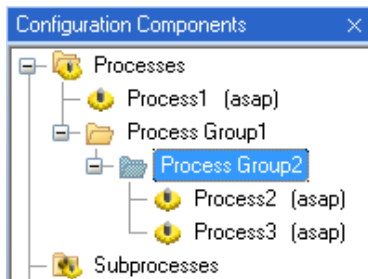 Configuration Components
Processes
Process1 (asap)
Process Group1
Process Group2
Process2 (asap)
Process3 (asap)
Subprocesses